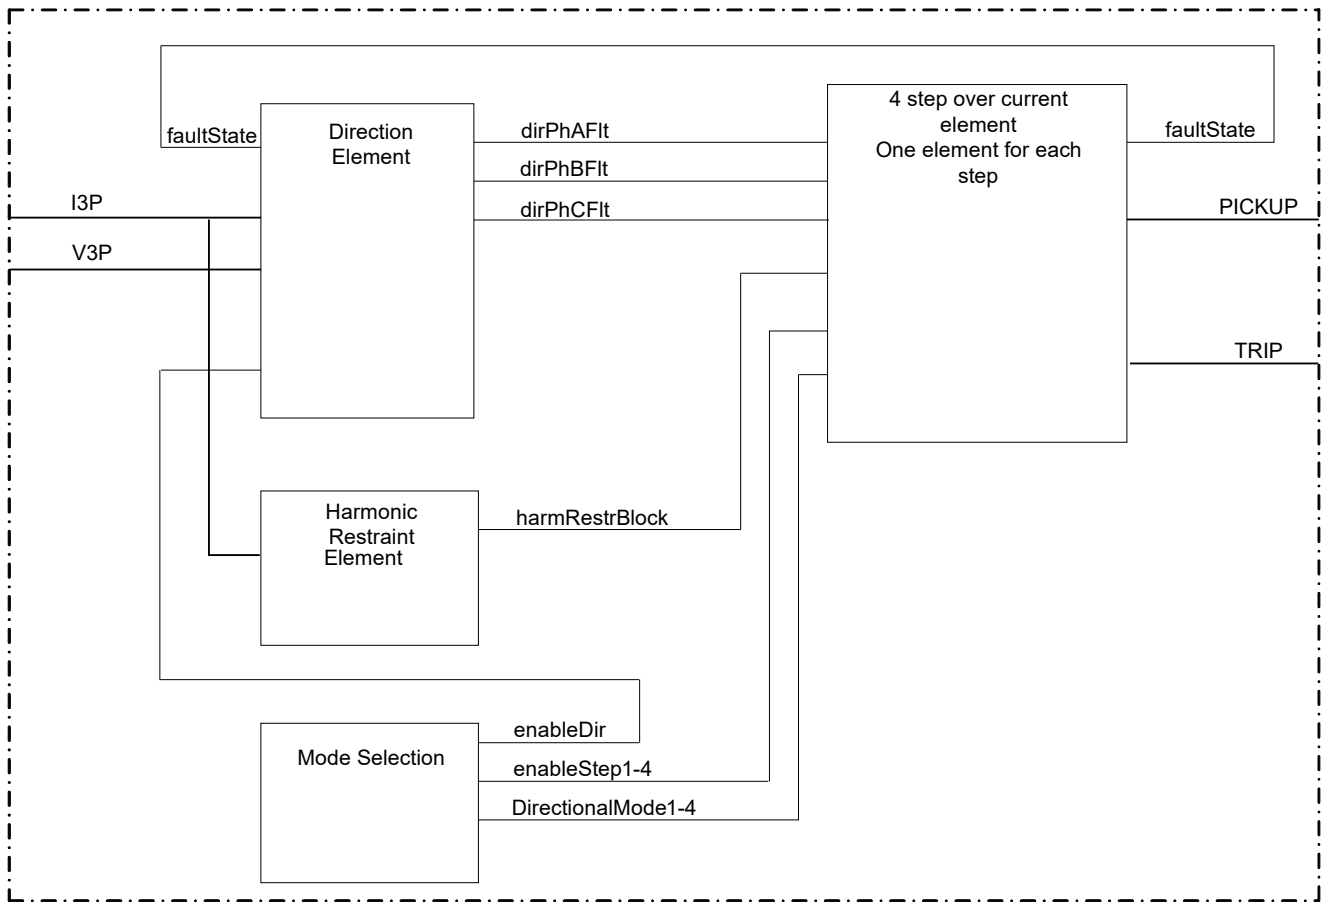 faultState
Direction
Element
I3P
V3P
dirPhAFlt
dirPhBFlt
dirPhCFlt
4 step over current
element
One element for each
step
faultState
PICKUP
TRIP
Harmonic
Restraint
Element
harmRestrBlock
Mode Selection
enableDir
enableStep1-4
DirectionalMode1-4